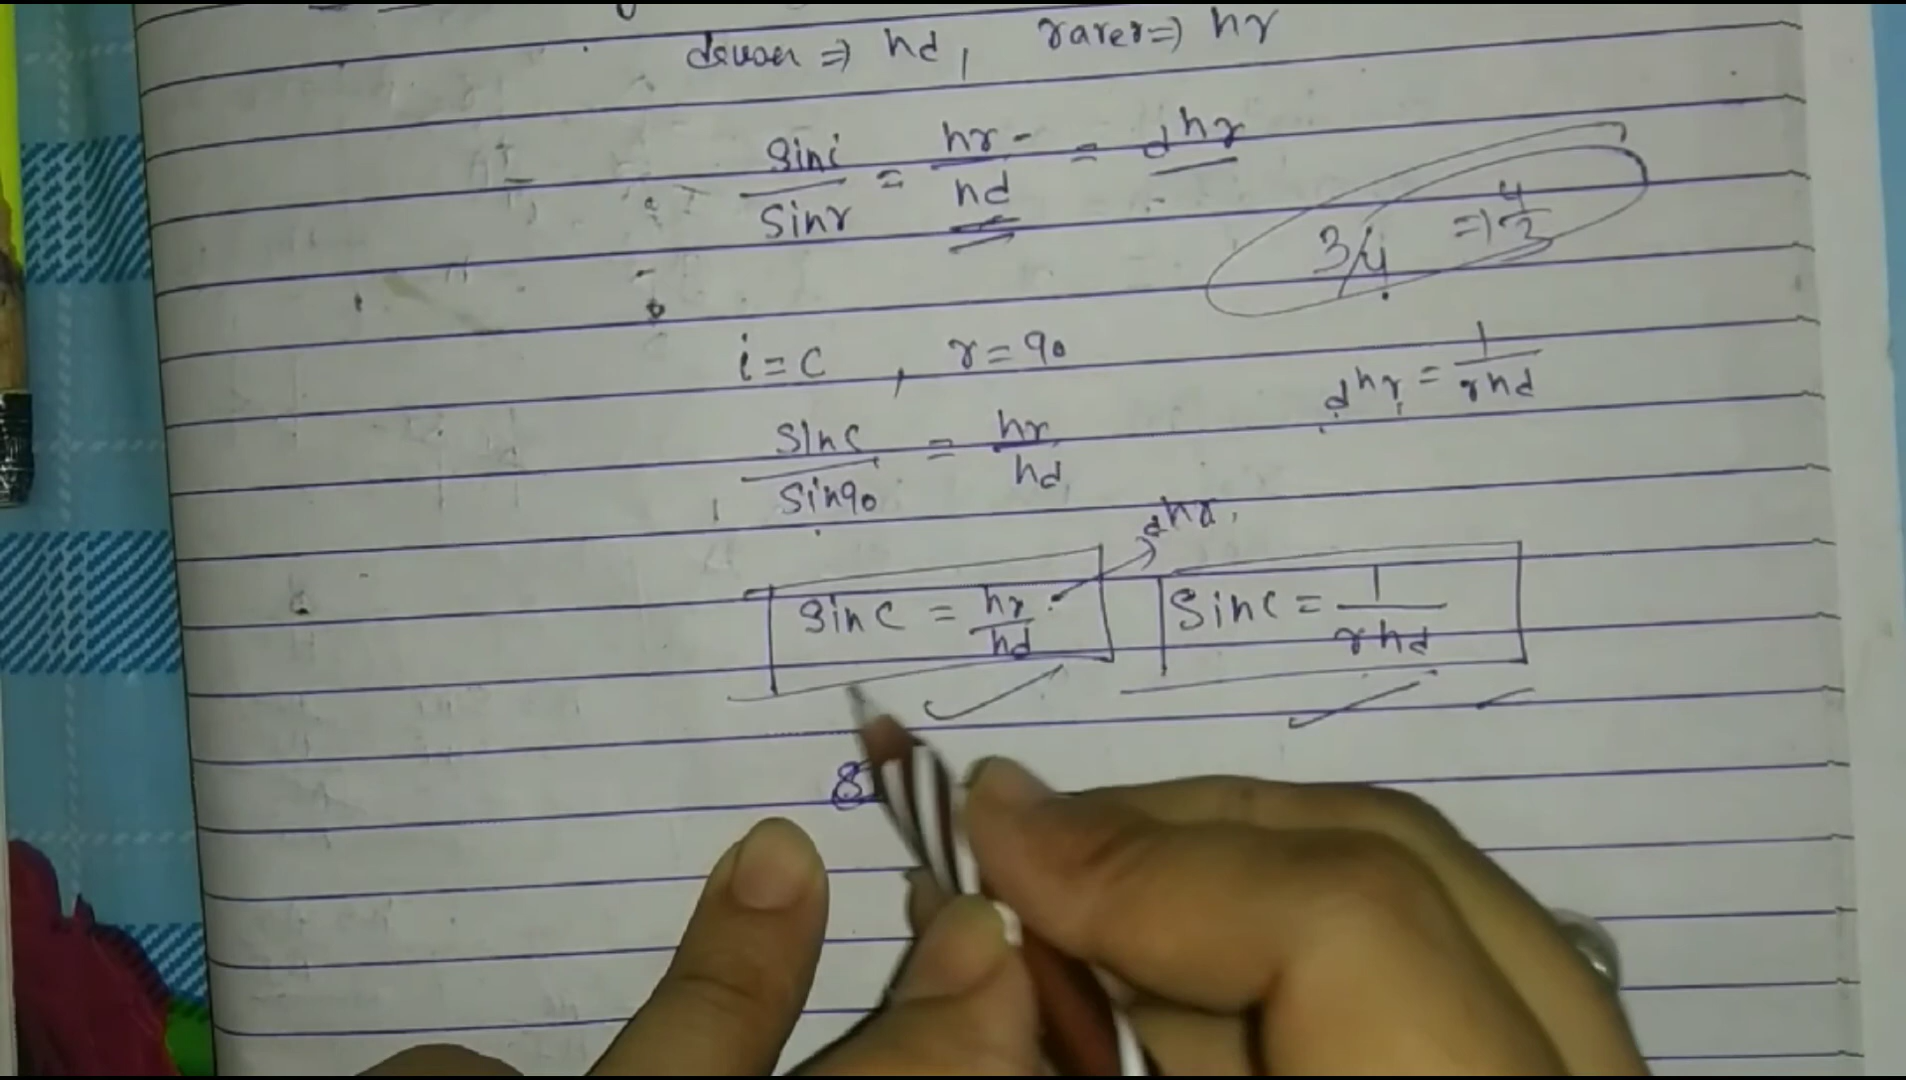 denser ⇒ nd, rarer ⇒ nr
sini/sinr = nr/nd = dnr
3/4 ⇒ 4/3
i = c , r = 90
dnr = 1/rnd
sinc/sin90 = nr/nd
dnr
sinc = nr/nd
sinc = 1/rnd